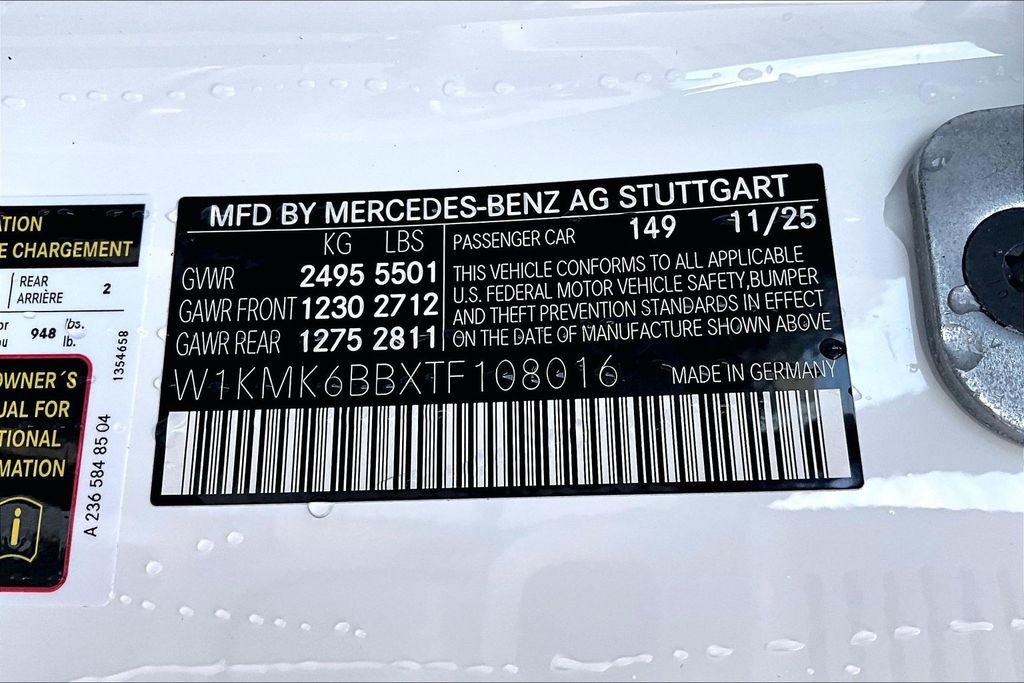 TION
E CHARGEMENT
REAR
ARRIÈRE 2
or
948 lbs.
lb.
1354658
OWNER´S
UAL FOR
TIONAL
MATION
i
A 236 584 85 04
MFD BY MERCEDES-BENZ AG STUTTGART
KG LBS
GVWR 2495 5501
GAWR FRONT 1230 2712
GAWR REAR 1275 2811
PASSENGER CAR 149 11/25
THIS VEHICLE CONFORMS TO ALL APPLICABLE
U.S. FEDERAL MOTOR VEHICLE SAFETY,BUMPER
AND THEFT PREVENTION STANDARDS IN EFFECT
ON THE DATE OF MANUFACTURE SHOWN ABOVE
W1KMK6BBXTF108016 MADE IN GERMANY